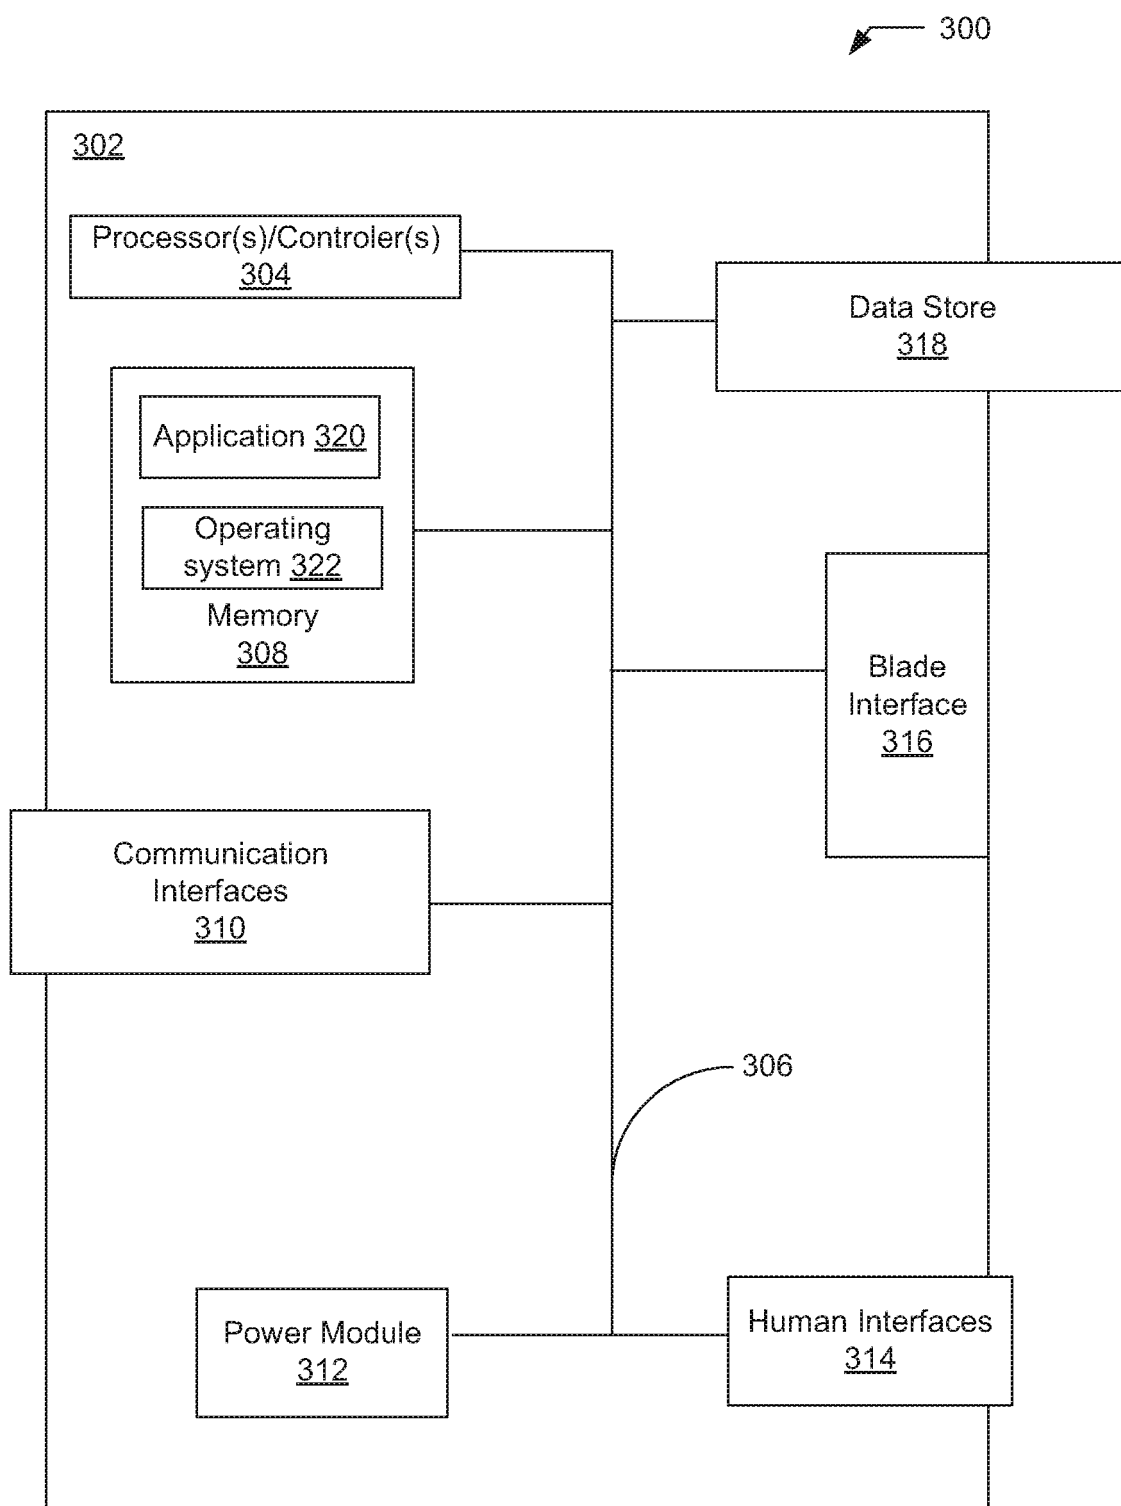 300
302
Processor(s)/Controler(s)
304
Data Store
318
Application 320
Operating
system 322
Memory
308
Blade
Interface
316
Communication
Interfaces
310
306
Human Interfaces
314
Power Module
312